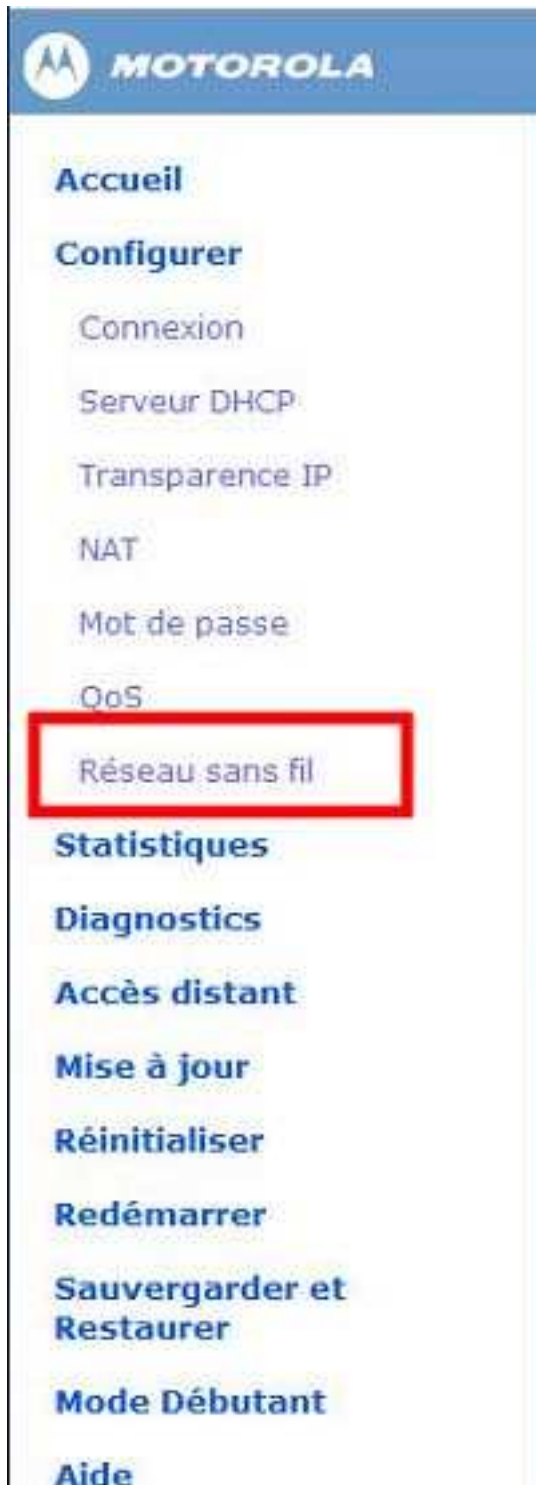 MOTOROLA
Accueil
Configurer
Connexion
Serveur DHCP
Transparence IP
NAT
Mot de passe
QoS
Réseau sans fil
Statistiques
Diagnostics
Accès distant
Mise à jour
Réinitialiser
Redémarrer
Sauvergarder et
Restaurer
Mode Débutant
Aide